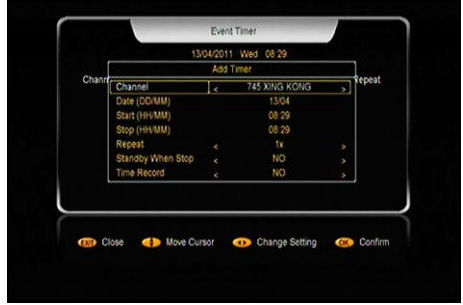 Event Timer
13/04/2011 Wed 08:29
Add Timer
Chann
Repeat
Channel < 745 XING KONG >
Date (DD/MM) 13/04
Start (HH/MM) 08:29
Stop (HH/MM) 08:29
Repeat < 1x >
Standby When Stop < NO >
Time Record < NO >
EXIT Close Move Cursor Change Setting OK Confirm